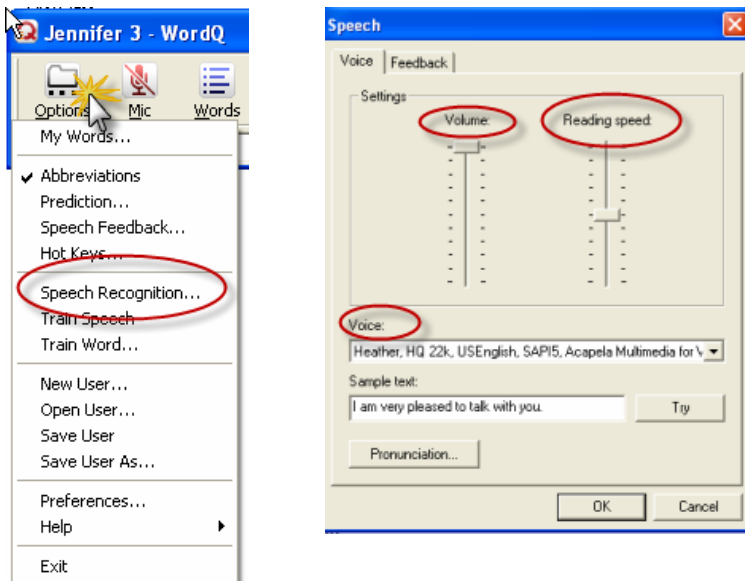 Jennifer 3 - WordQ
Options Mic Words
My Words...
Abbreviations
Prediction...
Speech Feedback...
Hot Keys...
Speech Recognition...
Train Speech
Train Word...
New User...
Open User...
Save User
Save User As...
Preferences...
Help
Exit
Speech
Voice Feedback
Settings
Volume: Reading speed:
Voice:
Heather, HQ 22k, USEnglish, SAPI5, Acapela Multimedia for
Sample text:
I am very pleased to talk with you.
Try
Pronunciation...
OK Cancel